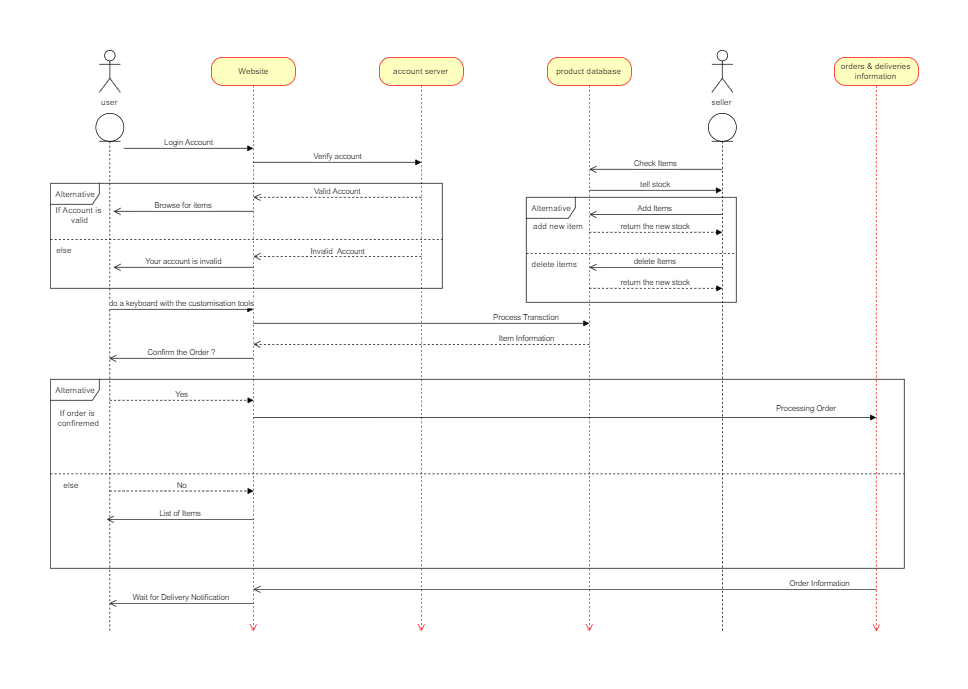 user
Website
account server
product database
seller
orders & deliveries
information
Login Account
Verify account
Check Items
tell stock
Alternative
If Account is
valid
Valid Account
Browse for items
else
Invalid Account
Your account is invalid
Alternative
add new item
Add Items
return the new stock
delete items
delete Items
return the new stock
do a keyboard with the customisation tools
Process Transction
Item Information
Confirm the Order ?
Alternative
If order is
confiremed
Yes
Processing Order
else
No
List of Items
Order Information
Wait for Delivery Notification